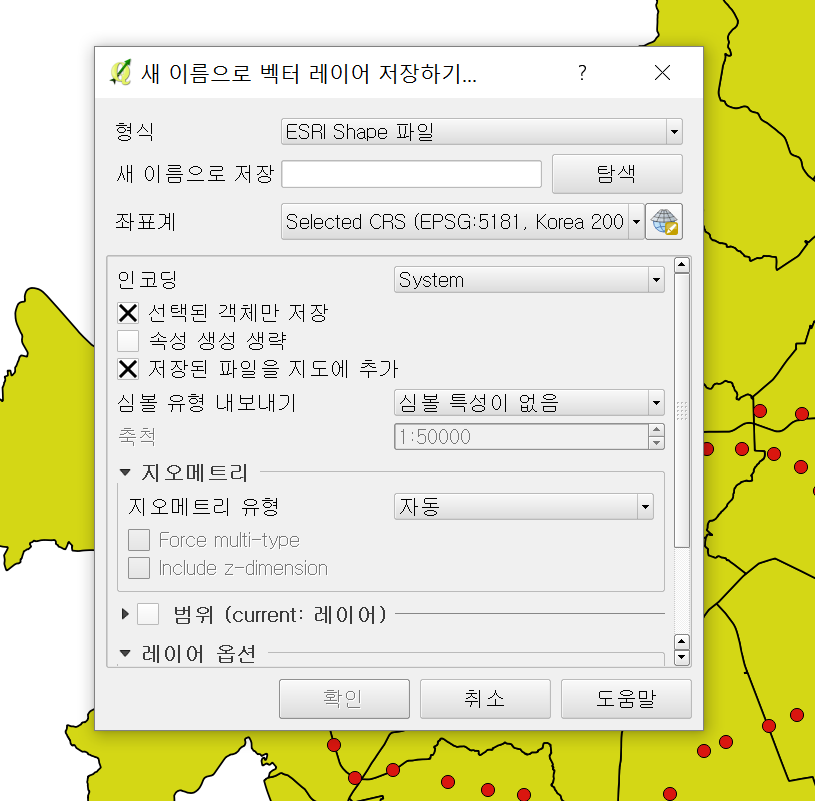 새 이름으로 벡터 레이어 저장하기...
?
형식 ESRI Shape 파일
새 이름으로 저장 탐색
좌표계 Selected CRS (EPSG:5181, Korea 200
인코딩 System
선택된 객체만 저장
속성 생성 생략
저장된 파일을 지도에 추가
심볼 유형 내보내기 심볼 특성이 없음
축척 1:50000
지오메트리
지오메트리 유형 자동
Force multi-type
Include z-dimension
범위 (current: 레이어)
레이어 옵션
확인 취소 도움말